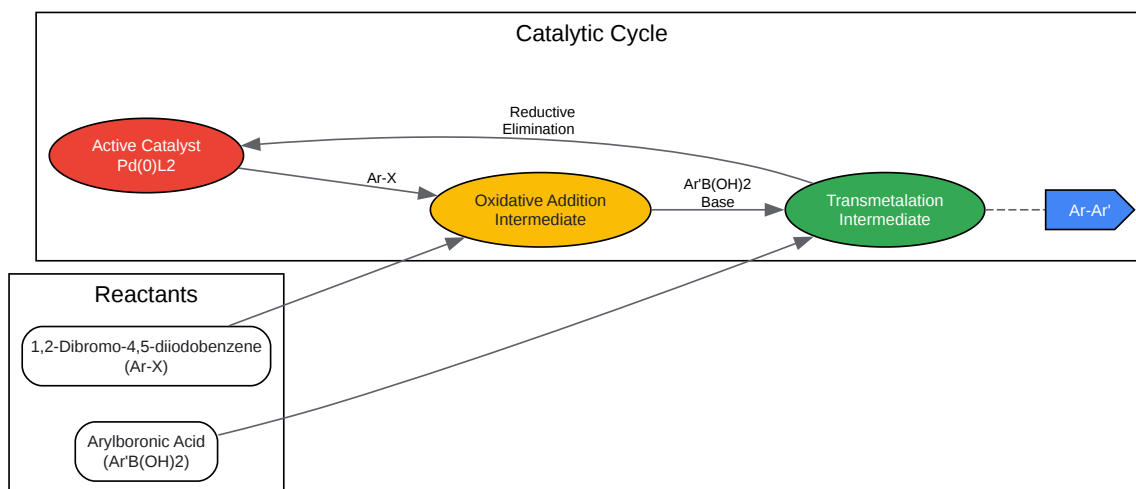 Catalytic Cycle
Reductive
Elimination
Active Catalyst
Pd(0)L2
Ar-X
Oxidative Addition
Intermediate
Ar'B(OH)2
Base
Transmetalation
Intermediate
Ar-Ar'
Reactants
1,2-Dibromo-4,5-diiodobenzene
(Ar-X)
Arylboronic Acid
(Ar'B(OH)2)